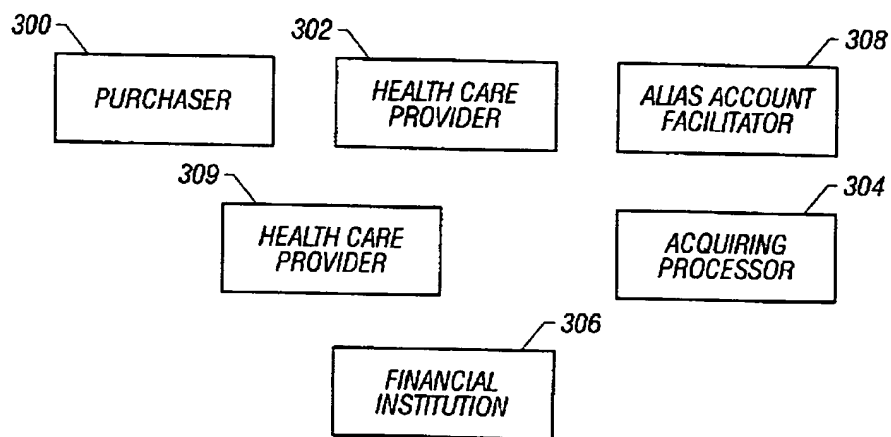 300
302
308
PURCHASER
HEALTH CARE
PROVIDER
ALIAS ACCOUNT
FACILITATOR
309
304
HEALTH CARE
PROVIDER
ACQUIRING
PROCESSOR
306
FINANCIAL
INSTITUTION